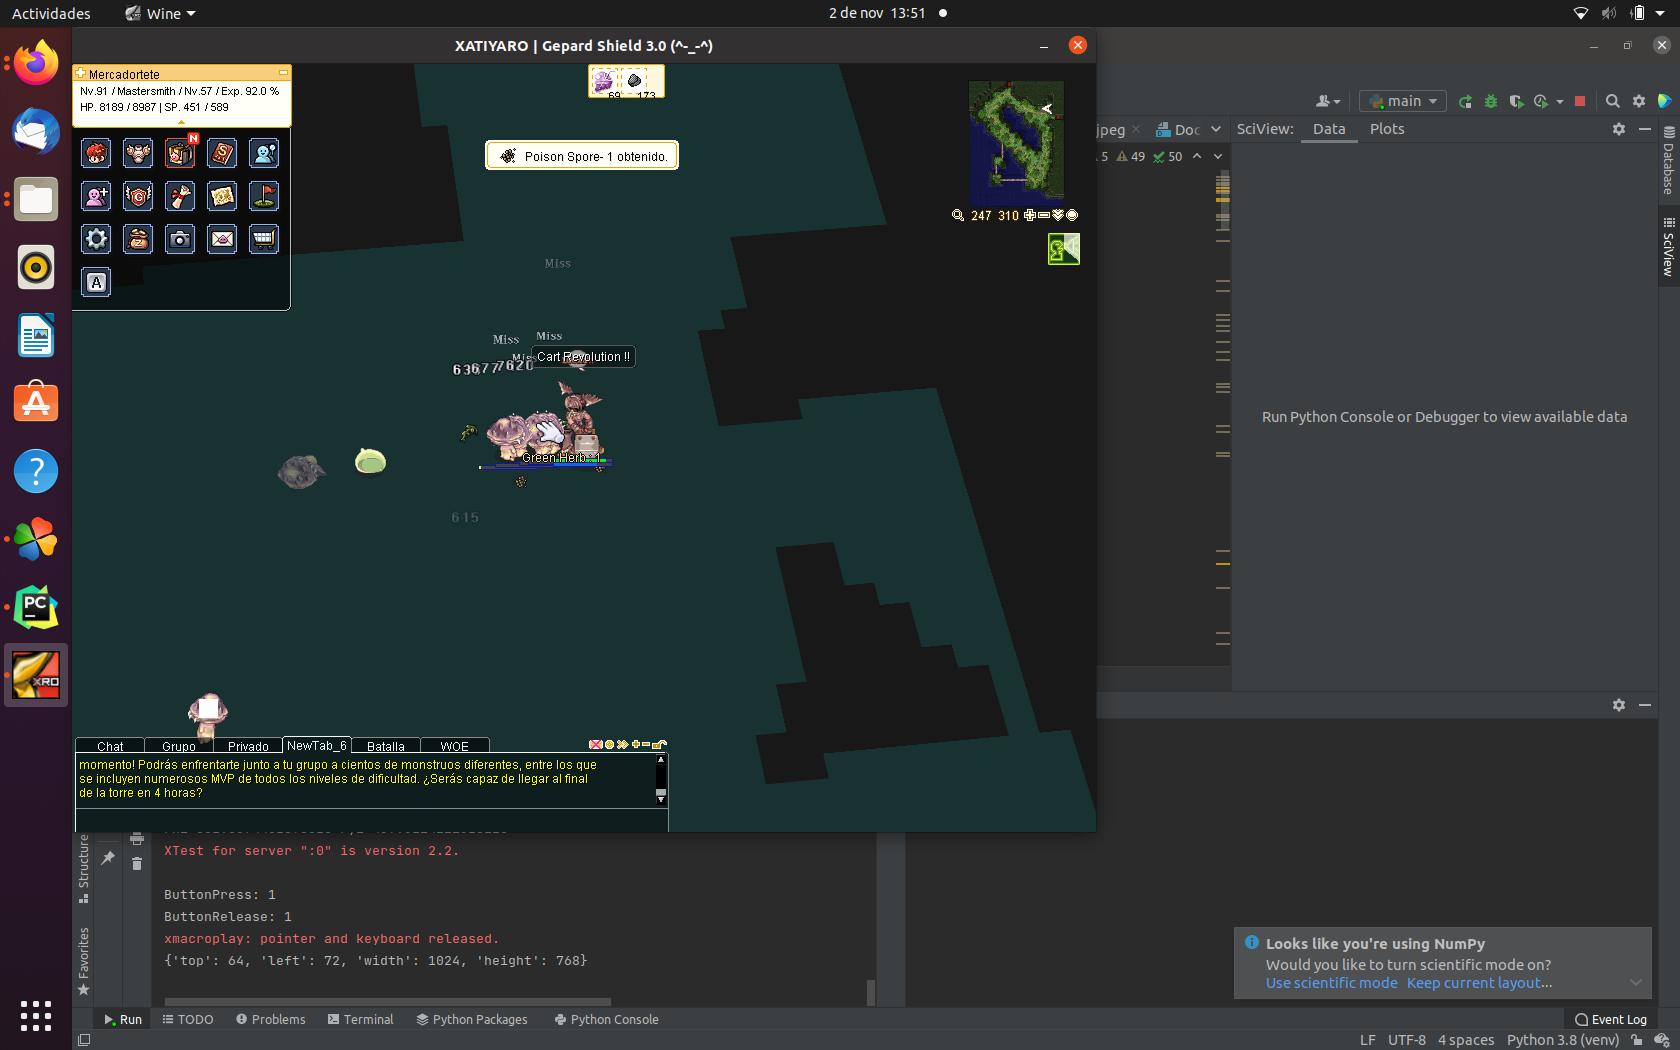 Actividades
Wine
2 de nov 13:51
XATIYARO | Gepard Shield 3.0 (^-_-^)
Mercadortete
Nv.91 / Mastersmith / Nv.57 / Exp. 92.0 %
HP. 8189 / 8987 | SP. 451 / 589
N
A
69 173
Poison Spore- 1 obtenido.
247 310
Miss
Miss
Miss
Cart Revolution !!
Green Herb: 1
615
Chat
Grupo
Privado
NewTab_6
Batalla
WOE
momento! Podrás enfrentarte junto a tu grupo a cientos de monstruos diferentes, entre los que
se incluyen numerosos MVP de todos los niveles de dificultad. ¿Serás capaz de llegar al final
de la torre en 4 horas?
main
jpeg
Doc
SciView:
Data
Plots
5 49 50
Database
SciView
Run Python Console or Debugger to view available data
PC
XRO
Structure
Favorites
XTest for server ":0" is version 2.2.
ButtonPress: 1
ButtonRelease: 1
xmacroplay: pointer and keyboard released.
{'top': 64, 'left': 72, 'width': 1024, 'height': 768}
Looks like you're using NumPy
Would you like to turn scientific mode on?
Use scientific mode Keep current layout...
Run
TODO
Problems
Terminal
Python Packages
Python Console
Event Log
LF UTF-8 4 spaces Python 3.8 (venv)